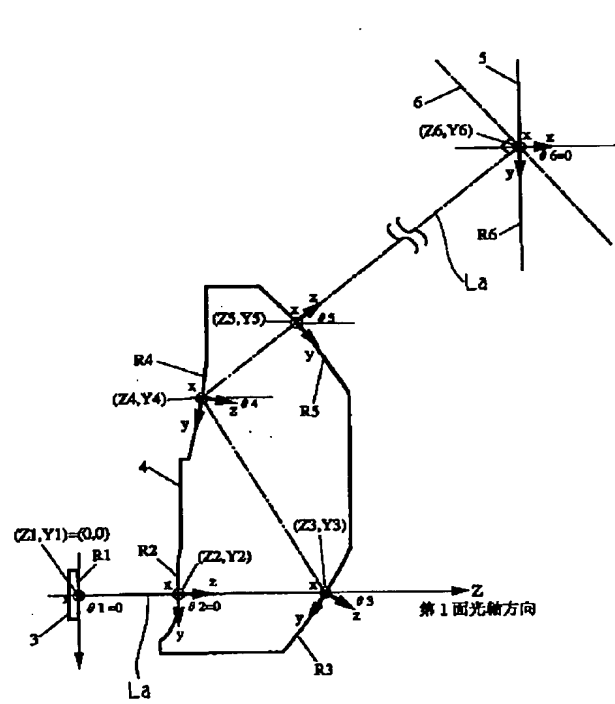 5
6
(Z6,Y6)
x
z
θ6=0
y
R6
La
z
x
(Z5,Y5)
θ5
y
R4
x
R5
(Z4,Y4)
z
θ4
y
4
(Z3,Y3)
(Z1,Y1)=(0,0)
R1
R2
(Z2,Y2)
x
z
x
Z
θ1=0
θ2=0
θ3
第1面光軸方向
3
y
y
z
R3
La